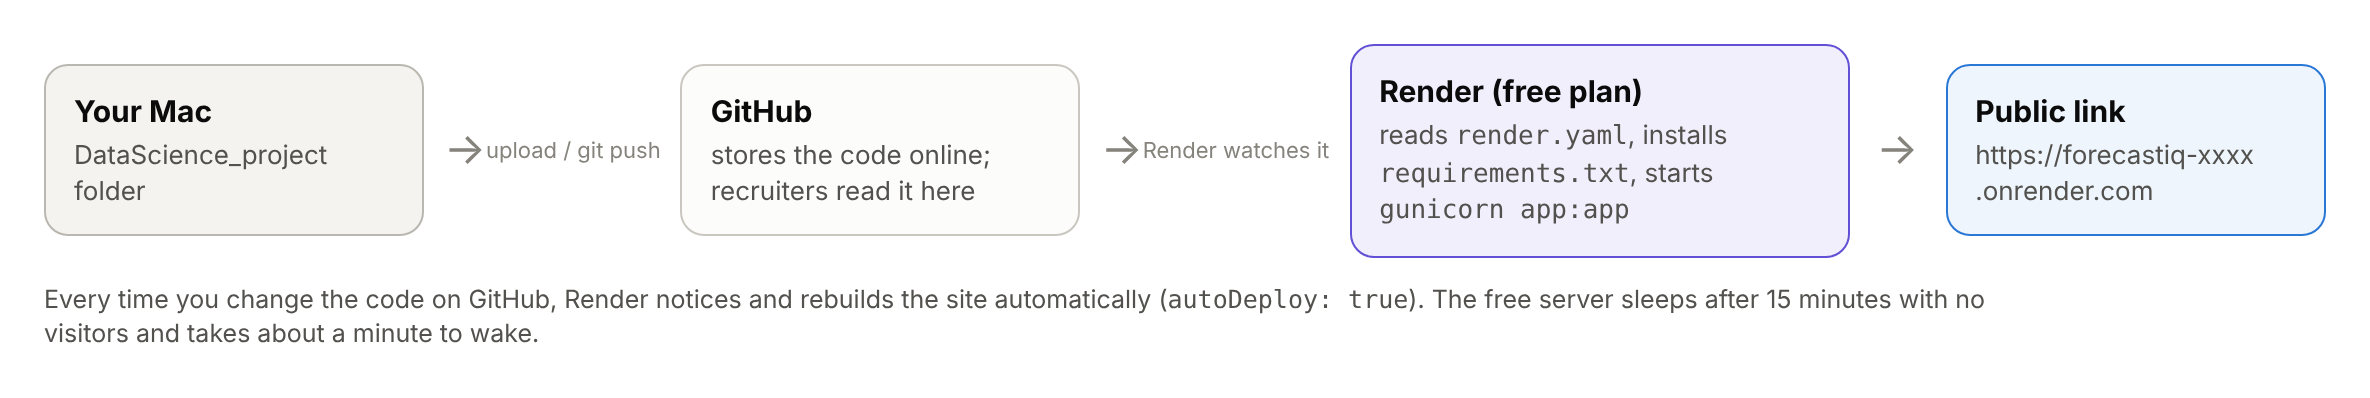 Your Mac
DataScience_project
folder
upload / git push
GitHub
stores the code online;
recruiters read it here
Render watches it
Render (free plan)
reads render.yaml, installs
requirements.txt, starts
gunicorn app:app
Public link
https://forecastiq-xxxx
.onrender.com
Every time you change the code on GitHub, Render notices and rebuilds the site automatically (autoDeploy: true). The free server sleeps after 15 minutes with no
visitors and takes about a minute to wake.